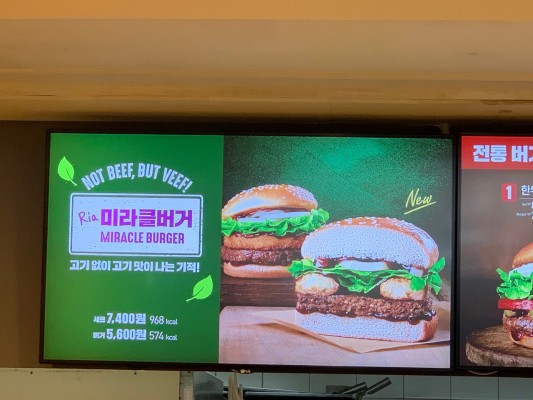 NOT BEEF, BUT VEEF!
Ria 미라클버거
MIRACLE BURGER
고기 없이 고기 맛이 나는 기적!
세트 7,400원 968 kcal
버거 5,600원 574 kcal
New
전통 버거
1 한우